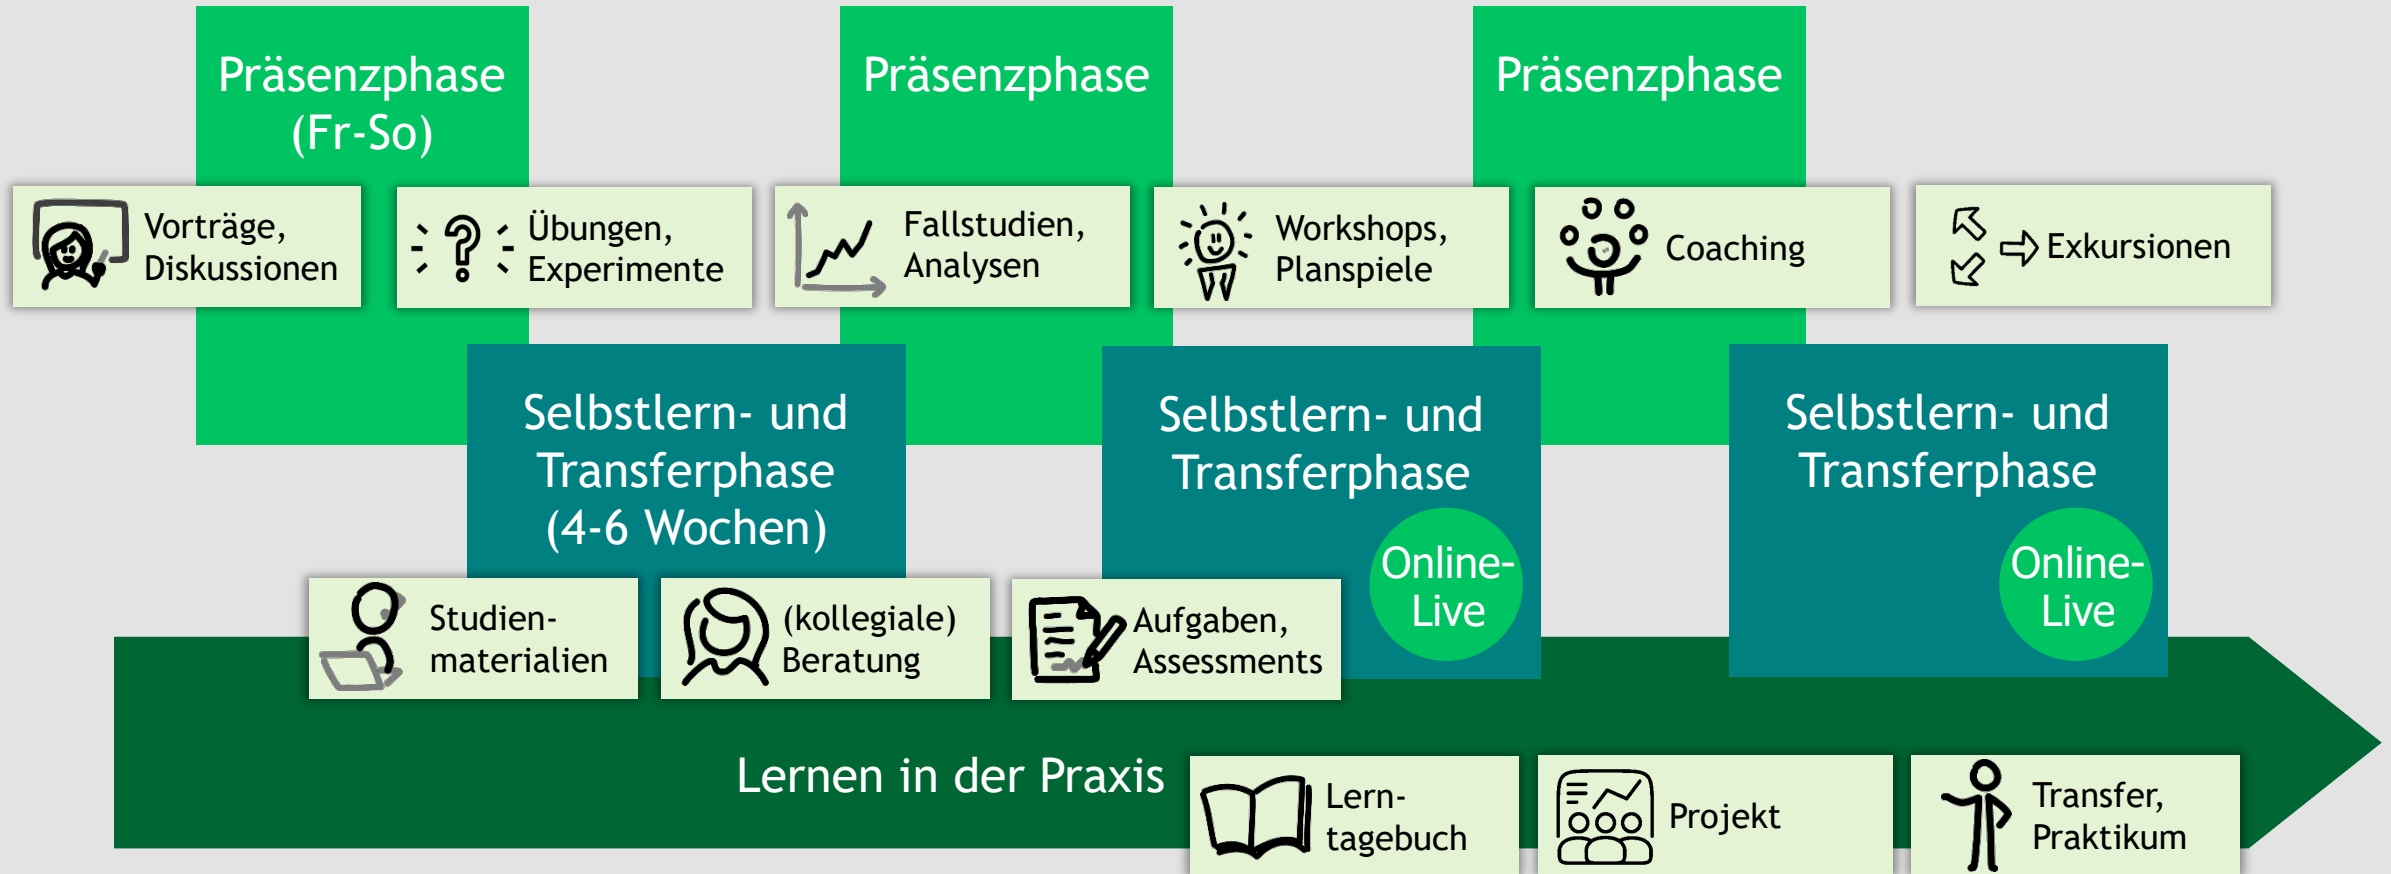 Präsenzphase
(Fr-So)
Präsenzphase
Präsenzphase
Vorträge,
Diskussionen
Übungen,
Experimente
Fallstudien,
Analysen
Workshops,
Planspiele
Coaching
Exkursionen
Selbstlern- und
Transferphase
(4-6 Wochen)
Selbstlern- und
Transferphase
Online-
Live
Selbstlern- und
Transferphase
Online-
Live
Studien-
materialien
(kollegiale)
Beratung
Aufgaben,
Assessments
Lernen in der Praxis
Lern-
tagebuch
Projekt
Transfer,
Praktikum